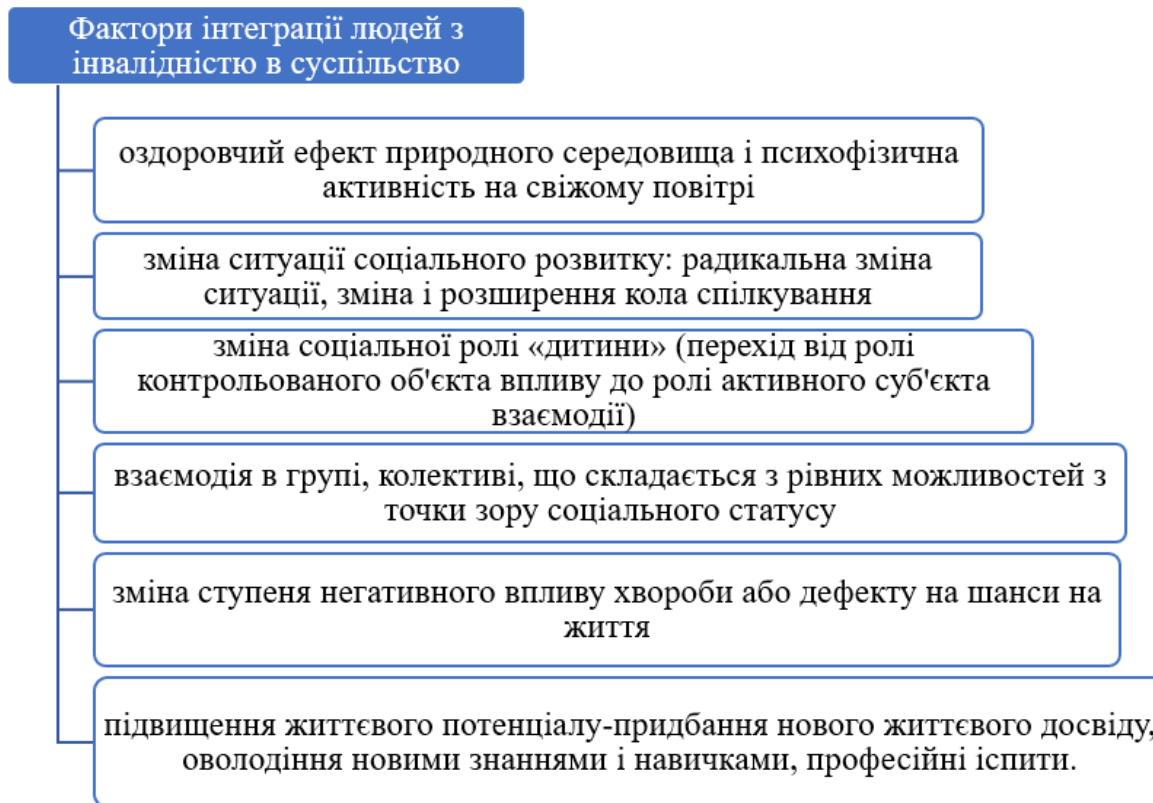 Фактори інтеграції людей з
інвалідністю в суспільство
оздоровчий ефект природного середовища і психофізична
активність на свіжому повітрі
зміна ситуації соціального розвитку: радикальна зміна
ситуації, зміна і розширення кола спілкування
зміна соціальної ролі «дитини» (перехід від ролі
контрольованого об'єкта впливу до ролі активного суб'єкта
взаємодії)
взаємодія в групі, колективі, що складається з рівних можливостей з
точки зору соціального статусу
зміна ступеня негативного впливу хвороби або дефекту на шанси на
життя
підвищення життєвого потенціалу-придбання нового життєвого досвіду,
оволодіння новими знаннями і навичками, професійні іспити.